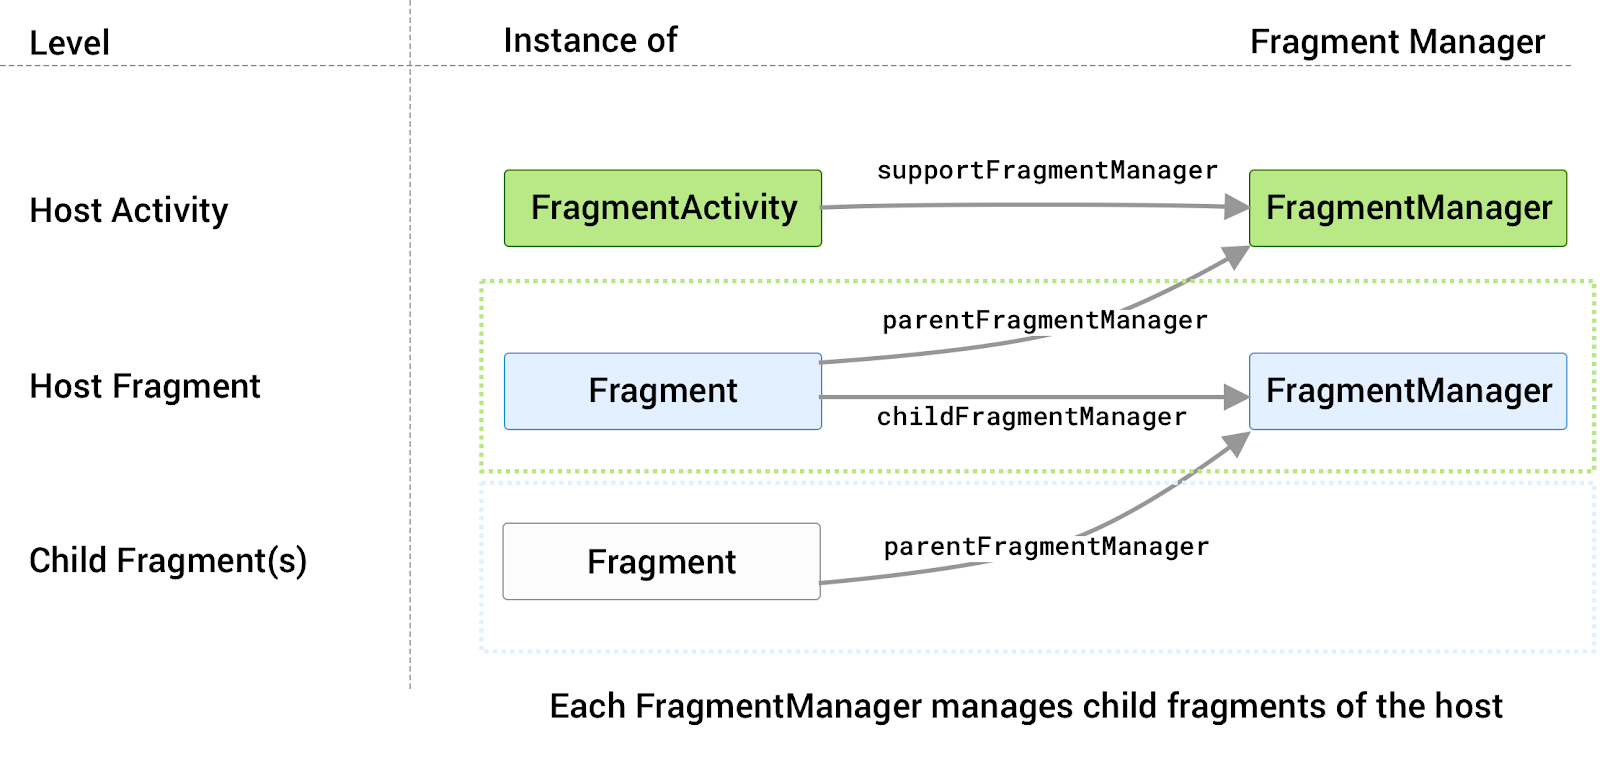 Level
Instance of
Fragment Manager
Host Activity
FragmentActivity
supportFragmentManager
FragmentManager
parentFragmentManager
Host Fragment
Fragment
childFragmentManager
FragmentManager
Child Fragment(s)
Fragment
parentFragmentManager
Each FragmentManager manages child fragments of the host